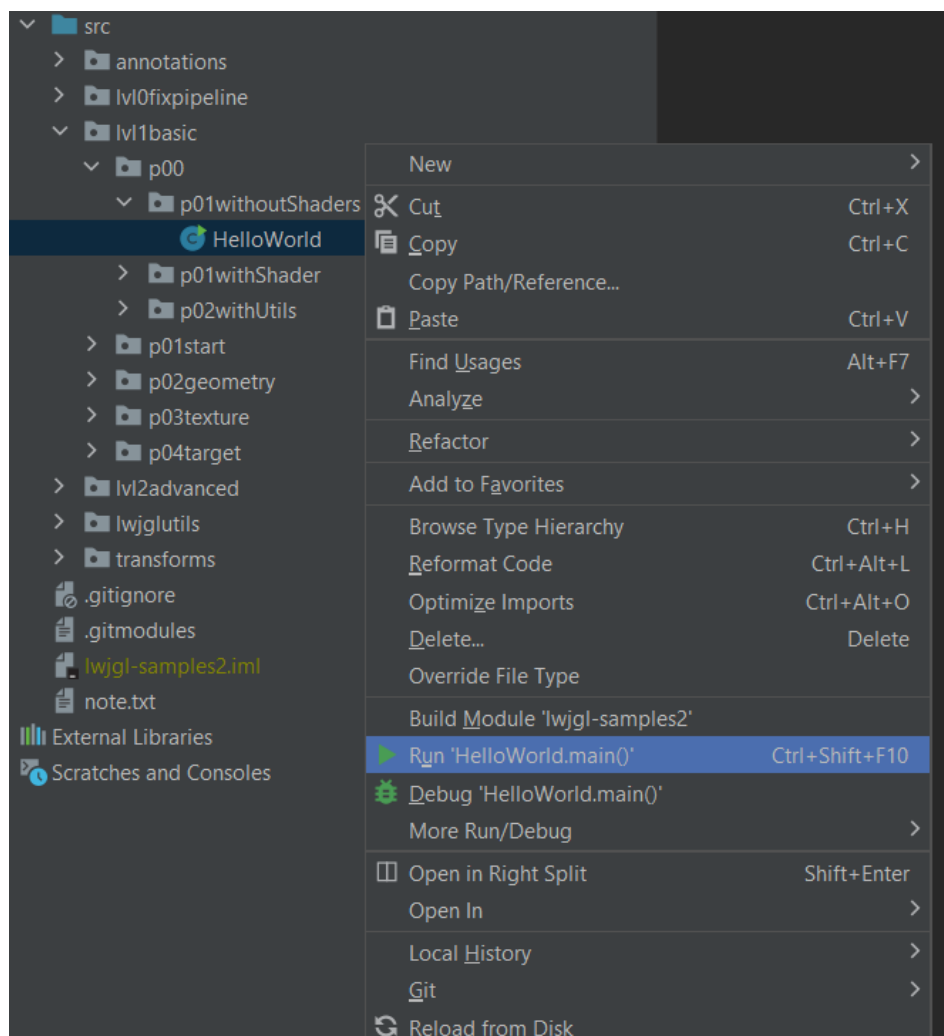 src
annotations
lvl0fixpipeline
lvl1basic
p00
p01withoutShaders
HelloWorld
p01withShader
p02withUtils
p01start
p02geometry
p03texture
p04target
lvl2advanced
lwjglutils
transforms
.gitignore
.gitmodules
lwjgl-samples2.iml
note.txt
External Libraries
Scratches and Consoles
New
Cut Ctrl+X
Copy Ctrl+C
Copy Path/Reference...
Paste Ctrl+V
Find Usages Alt+F7
Analyze
Refactor
Add to Favorites
Browse Type Hierarchy Ctrl+H
Reformat Code Ctrl+Alt+L
Optimize Imports Ctrl+Alt+O
Delete... Delete
Override File Type
Build Module 'lwjgl-samples2'
Run 'HelloWorld.main()' Ctrl+Shift+F10
Debug 'HelloWorld.main()'
More Run/Debug
Open in Right Split Shift+Enter
Open In
Local History
Git
Reload from Disk